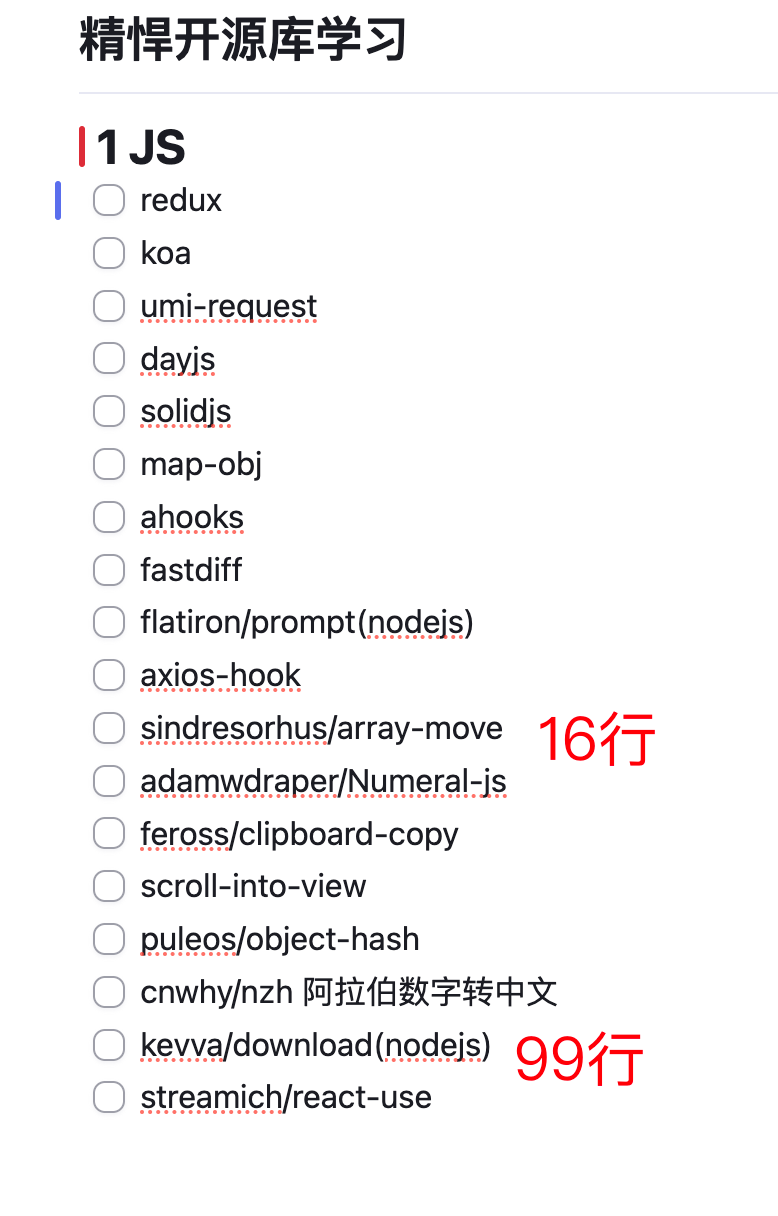 精悍开源库学习
1 JS
redux
koa
umi-request
dayjs
solidjs
map-obj
ahooks
fastdiff
flatiron/prompt(nodejs)
axios-hook
sindresorhus/array-move 16行
adamwdraper/Numeral-js
feross/clipboard-copy
scroll-into-view
puleos/object-hash
cnwhy/nzh 阿拉伯数字转中文
kevva/download(nodejs) 99行
streamich/react-use